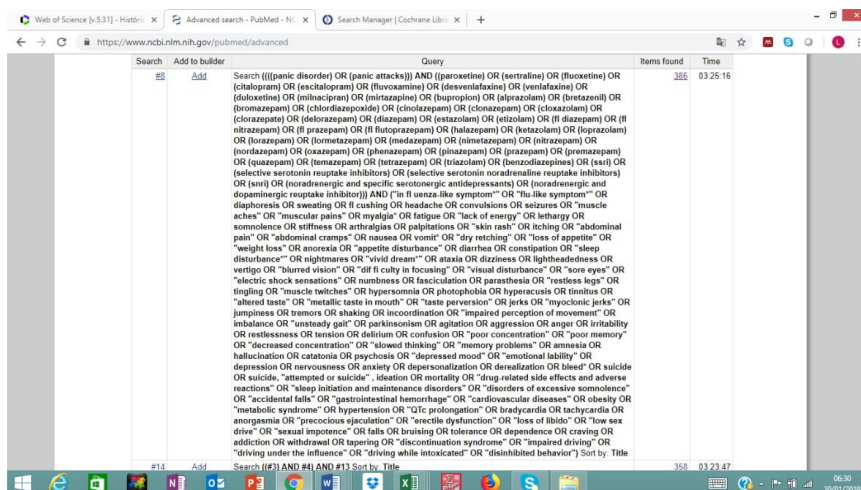 Web of Science [v.5.31] - Históric
Advanced search - PubMed - NC
Search Manager | Cochrane Libra
https://www.ncbi.nlm.nih.gov/pubmed/advanced
Search Add to builder Query Items found Time
#8 Add Search ((((panic disorder) OR (panic attacks))) AND ((paroxetine) OR (sertraline) OR (fluoxetine) OR 386 03:25:16
(citalopram) OR (escitalopram) OR (fluvoxamine) OR (desvenlafaxine) OR (venlafaxine) OR
(duloxetine) OR (milnacipran) OR (mirtazapine) OR (bupropion) OR (alprazolam) OR (bretazenil) OR
(bromazepam) OR (chlordiazepoxide) OR (cinolazepam) OR (clonazepam) OR (cloxazolam) OR
(clorazepate) OR (delorazepam) OR (diazepam) OR (estazolam) OR (etizolam) OR (fl diazepam) OR (fl
nitrazepam) OR (fl prazepam) OR (fl flutoprazepam) OR (halazepam) OR (ketazolam) OR (loprazolam)
OR (lorazepam) OR (lormetazepam) OR (medazepam) OR (nimetazepam) OR (nitrazepam) OR
(nordazepam) OR (oxazepam) OR (phenazepam) OR (pinazepam) OR (prazepam) OR (premazepam)
OR (quazepam) OR (temazepam) OR (tetrazepam) OR (triazolam) OR (benzodiazepines) OR (ssri) OR
(selective serotonin reuptake inhibitors) OR (selective serotonin noradrenaline reuptake inhibitors)
OR (snri) OR (noradrenergic and specific serotonergic antidepressants) OR (noradrenergic and
dopaminergic reuptake inhibitor))) AND ("in fl uenza-like symptom*" OR "flu-like symptom*" OR
diaphoresis OR sweating OR fl cushing OR headache OR convulsions OR seizures OR "muscle
aches" OR "muscular pains" OR myalgia* OR fatigue OR "lack of energy" OR lethargy OR
somnolence OR stiffness OR arthralgias OR palpitations OR "skin rash" OR itching OR "abdominal
pain" OR "abdominal cramps" OR nausea OR vomit* OR "dry retching" OR "loss of appetite" OR
"weight loss" OR anorexia OR "appetite disturbance" OR diarrhea OR constipation OR "sleep
disturbance*" OR nightmares OR "vivid dream*" OR ataxia OR dizziness OR lightheadedness OR
vertigo OR "blurred vision" OR "dif fi culty in focusing" OR "visual disturbance" OR "sore eyes" OR
"electric shock sensations" OR numbness OR fasciculation OR parasthesia OR "restless legs" OR
tingling OR "muscle twitches" OR hypersomnia OR photophobia OR hyperacusis OR tinnitus OR
"altered taste" OR "metallic taste in mouth" OR "taste perversion" OR jerks OR "myoclonic jerks" OR
jumpiness OR tremors OR shaking OR incoordination OR "impaired perception of movement" OR
imbalance OR "unsteady gait" OR parkinsonism OR agitation OR aggression OR anger OR irritability
OR restlessness OR tension OR delirium OR confusion OR "poor concentration" OR "poor memory"
OR "decreased concentration" OR "slowed thinking" OR "memory problems" OR amnesia OR
hallucination OR catatonia OR psychosis OR "depressed mood" OR "emotional lability" OR
depression OR nervousness OR anxiety OR depersonalization OR derealization OR bleed* OR suicide
OR suicide, "attempted or suicide" , ideation OR mortality OR "drug-related side effects and adverse
reactions" OR "sleep initiation and maintenance disorders" OR "disorders of excessive somnolence"
OR "accidental falls" OR "gastrointestinal hemorrhage" OR "cardiovascular diseases" OR obesity OR
"metabolic syndrome" OR hypertension OR "QTc prolongation" OR bradycardia OR tachycardia OR
anorgasmia OR "precocious ejaculation" OR "erectile dysfunction" OR "loss of libido" OR "low sex
drive" OR "sexual impotence" OR falls OR bruising OR tolerance OR dependence OR craving OR
addiction OR withdrawal OR tapering OR "discontinuation syndrome" OR "impaired driving" OR
"driving under the influence" OR "driving while intoxicated" OR "disinhibited behavior") Sort by: Title
#14 Add Search ((#3) AND #4) AND #13 Sort by: Title 358 03:23:47
06:30
30/01/2019